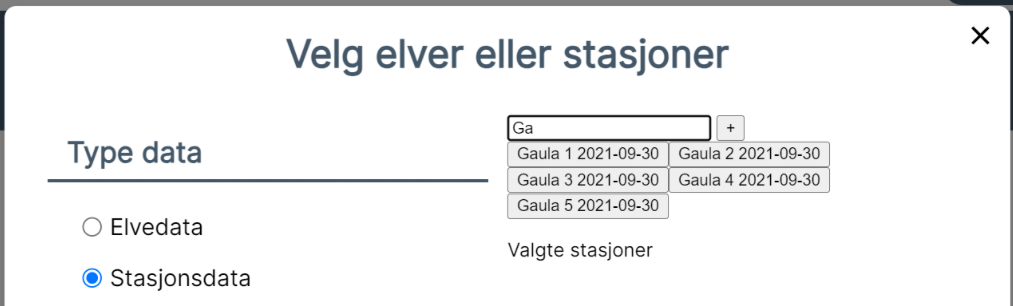 Velg elver eller stasjoner
Type data
Elvedata
Stasjonsdata
Ga +
Gaula 1 2021-09-30 Gaula 2 2021-09-30
Gaula 3 2021-09-30 Gaula 4 2021-09-30
Gaula 5 2021-09-30
Valgte stasjoner